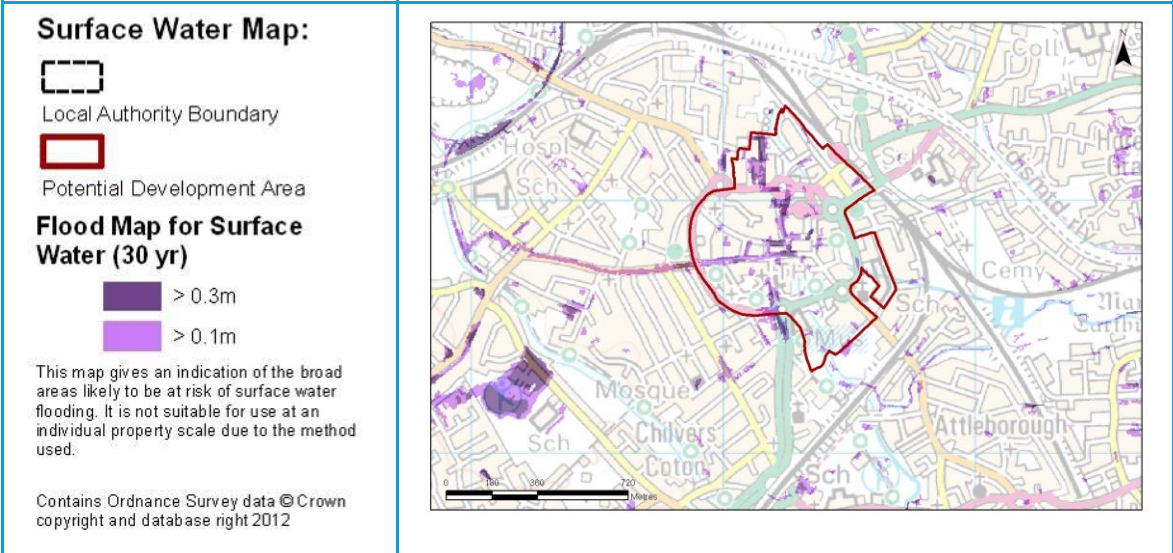 Surface Water Map:
Local Authority Boundary
Potential Development Area
Flood Map for Surface
Water (30 yr)
> 0.3m
> 0.1m
This map gives an indication of the broad
areas likely to be at risk of surface water
flooding. It is not suitable for use at an
individual property scale due to the method
used.
Contains Ordnance Survey data © Crown
copyright and database right 2012
N
Coll
Hospl
Sch
Cemy
Sch
Mosque
Sch
Chilvers
Coton
Attleborough
Sch
0 180 360 720
Metres